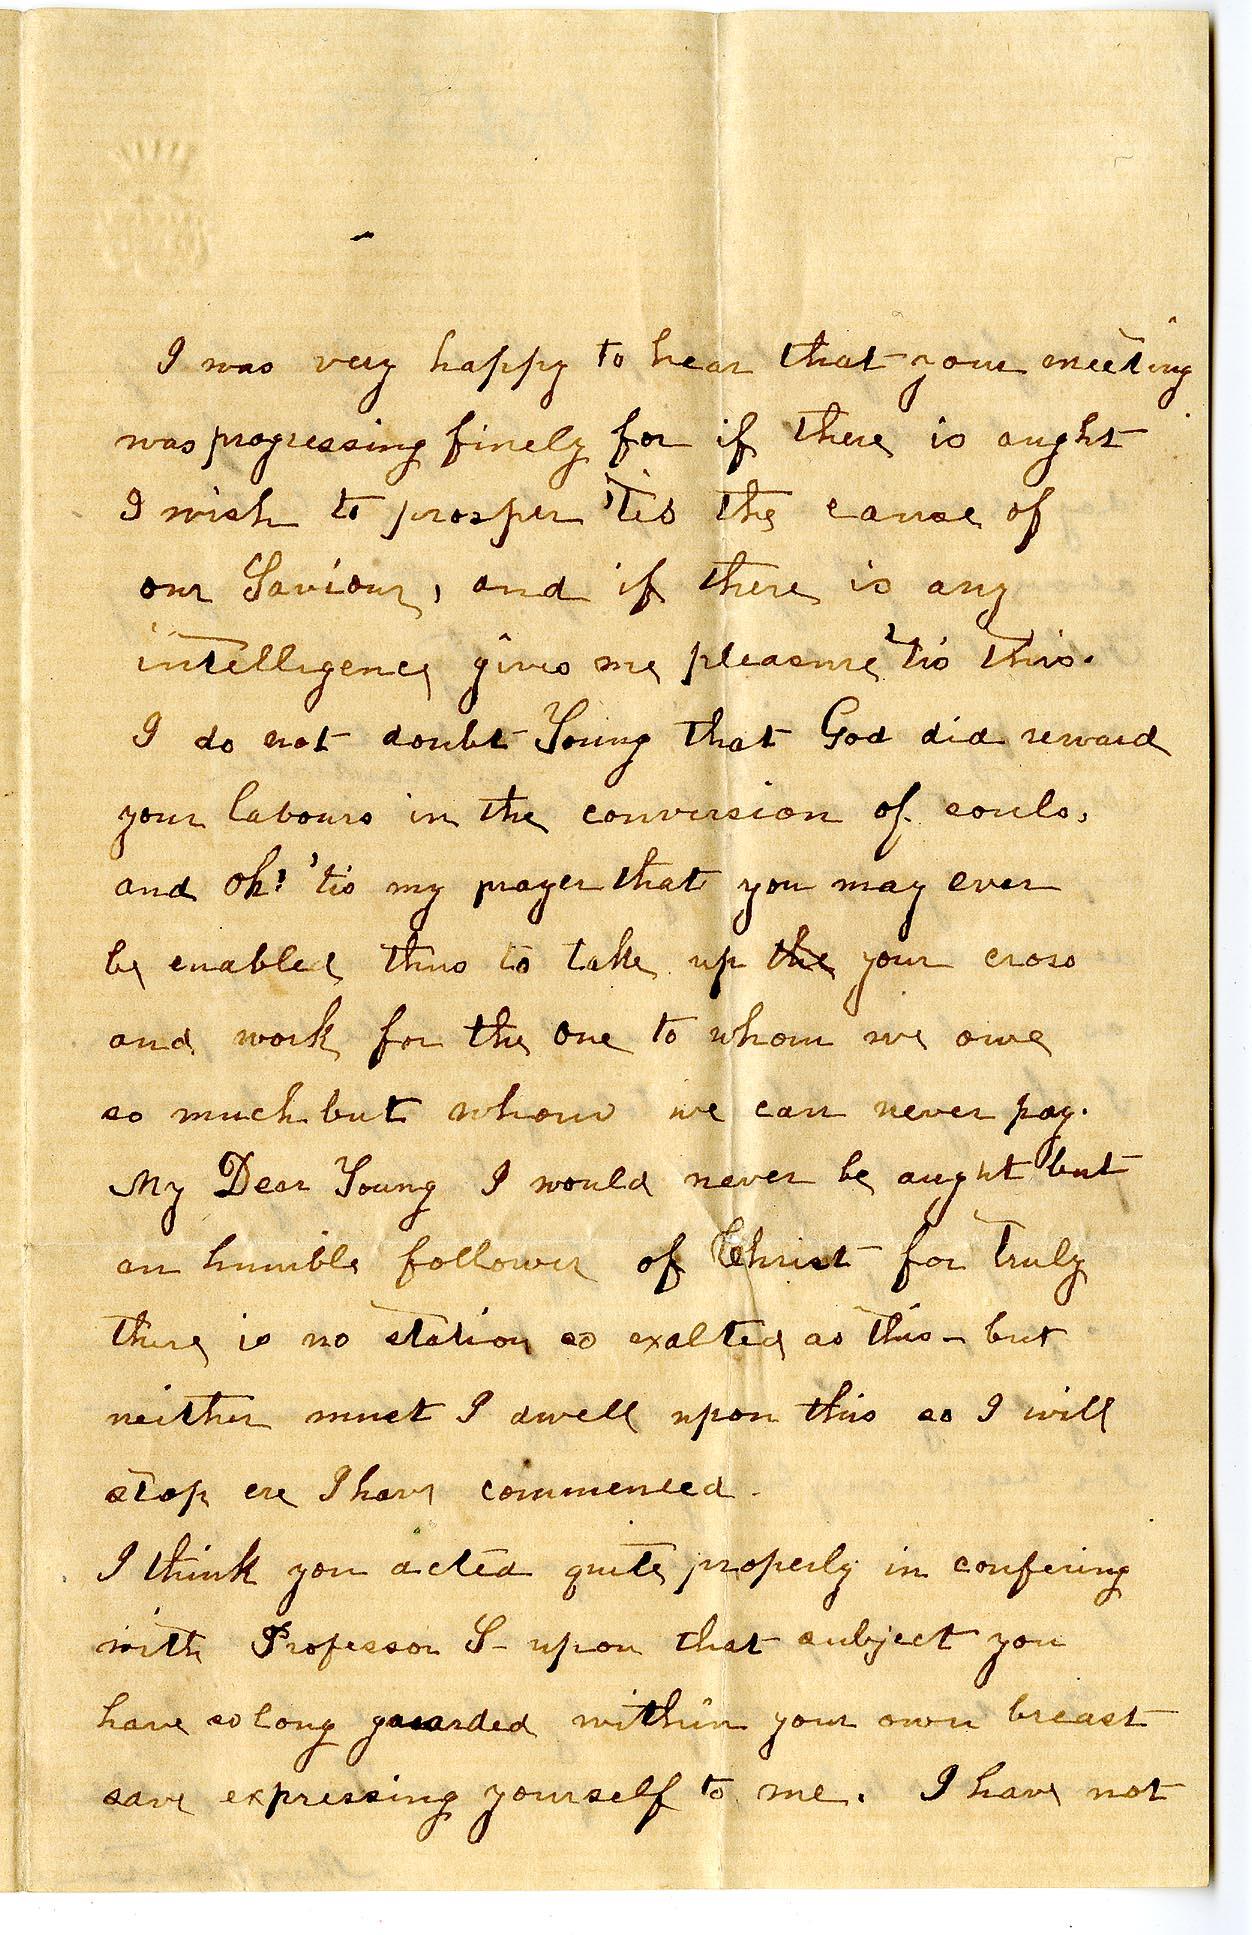 I was very happy to hear that your meeting
was progressing finely for if there is aught
I wish to prosper 'tis the cause of
our Saviour, and if there is any
intelligence gives me pleasure 'tis this.
I do not doubt Young that God did reward
your labours in the conversion of souls,
and oh! 'tis my prayer that you may ever
be enabled thus to take up the your cross
and work for the one to whom we owe
so much but whom we can never pay.
My Dear Young I would never be aught but
an humble follower of Christ for truly
there is no station so exalted as this - but
neither must I dwell upon this so I will
stop ere I have commenced.
I think you acted quite properly in confering
with Professor S- upon that subject you
have so long guarded within your own breast
save expressing yourself to me. I have not